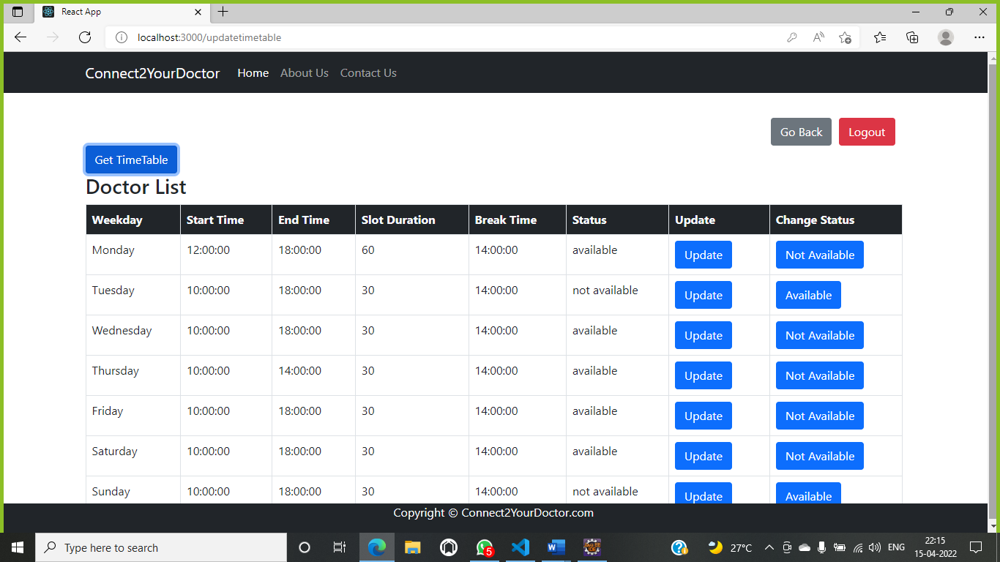 React App
localhost:3000/updatetimetable
Connect2YourDoctor Home About Us Contact Us
Go Back Logout
Get TimeTable
Doctor List
Weekday Start Time End Time Slot Duration Break Time Status Update Change Status
Monday 12:00:00 18:00:00 60 14:00:00 available Update Not Available
Tuesday 10:00:00 18:00:00 30 14:00:00 not available Update Available
Wednesday 10:00:00 18:00:00 30 14:00:00 available Update Not Available
Thursday 10:00:00 14:00:00 30 14:00:00 available Update Not Available
Friday 10:00:00 18:00:00 30 14:00:00 available Update Not Available
Saturday 10:00:00 18:00:00 30 14:00:00 available Update Not Available
Sunday 10:00:00 18:00:00 30 14:00:00 not available Update Available
Copyright © Connect2YourDoctor.com
Type here to search 5 Java EE IDE 27°C ENG 22:15
15-04-2022